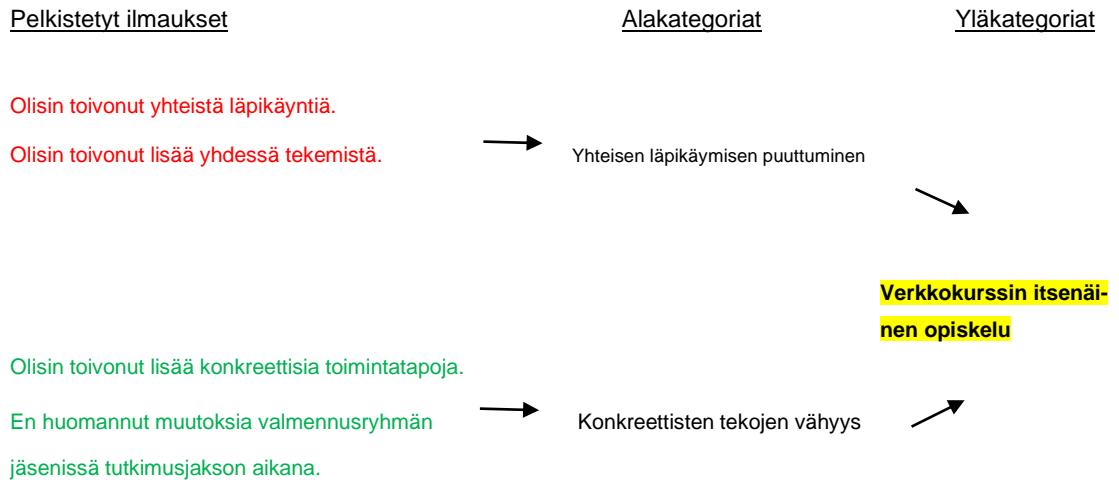 Pelkistetyt ilmaukset Alakategoriat Yläkategoriat
Olisin toivonut yhteistä läpikäyntiä.
Olisin toivonut lisää yhdessä tekemistä. Yhteisen läpikäymisen puuttuminen
Verkkokurssin itsenäi-
nen opiskelu
Olisin toivonut lisää konkreettisia toimintatapoja.
En huomannut muutoksia valmennusryhmän Konkreettisten tekojen vähyys
jäsenissä tutkimusjakson aikana.